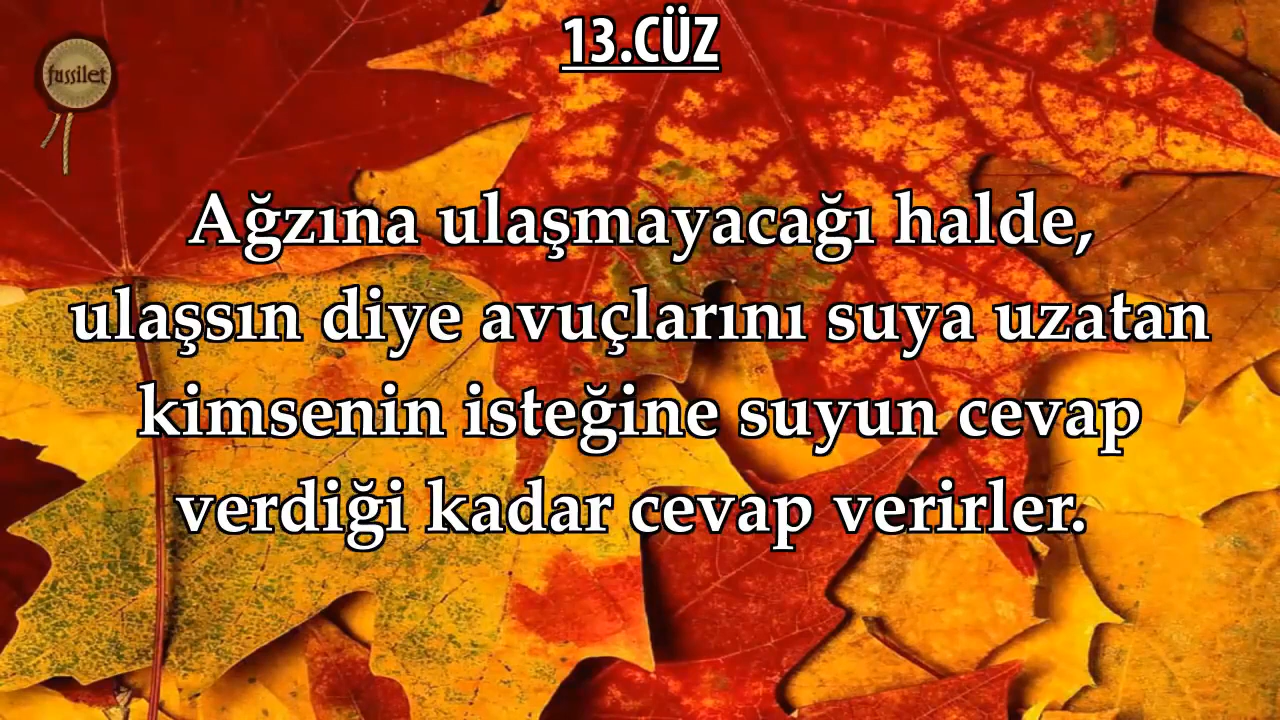 13.CÜZ
fussilet
Ağzına ulaşmayacağı halde,
ulaşsın diye avuçlarını suya uzatan
kimsenin isteğine suyun cevap
verdiği kadar cevap verirler.